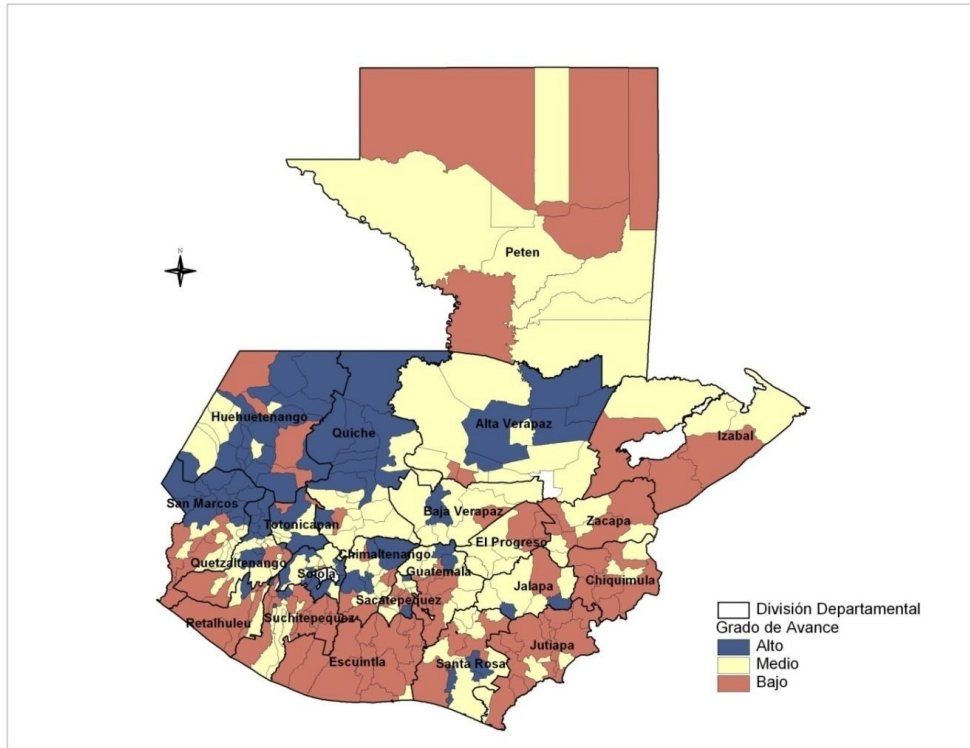 N
Peten
Huehuetenango
Quiche
Alta Verapaz
Izabal
San Marcos
Totonicapan
Baja Verapaz
Zacapa
El Progreso
Quetzaltenango
Chimaltenango
Solola
Guatemala
Jalapa
Chiquimula
Sacatepequez
Retalhuleu
Suchitepequez
Escuintla
Santa Rosa
Jutiapa
División Departamental
Grado de Avance
Alto
Medio
Bajo